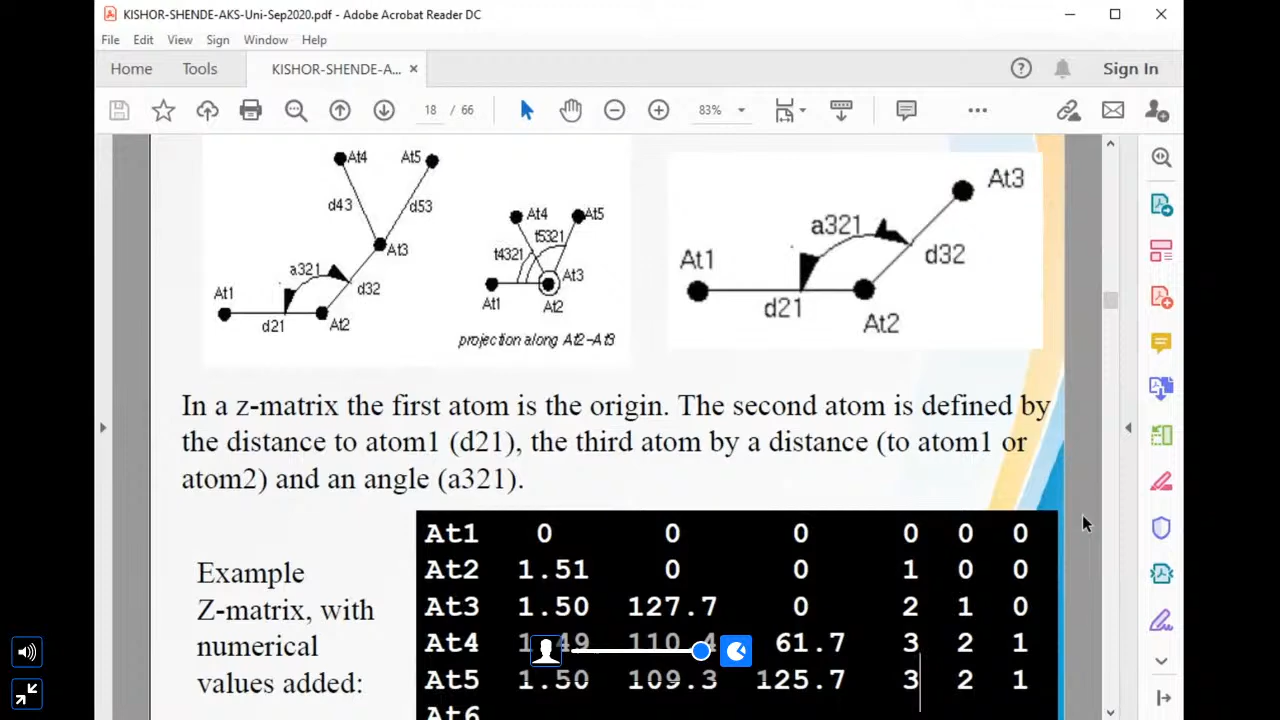 KISHOR-SHENDE-AKS-Uni-Sep2020.pdf - Adobe Acrobat Reader DC
File Edit View Sign Window Help
Home Tools KISHOR-SHENDE-A... × Sign In
18 / 66 83%
At4 At5
d43 d53
At3
a321
d32
At1
d21 At2
At4 At5
t4321 t5321
At3
At1 At2
projection along At2-At3
At3
a321
At1 d32
d21
At2
In a z-matrix the first atom is the origin. The second atom is defined by
the distance to atom1 (d21), the third atom by a distance (to atom1 or
atom2) and an angle (a321).
Example
Z-matrix, with
numerical
values added:
At1 0 0 0 0 0 0
At2 1.51 0 0 1 0 0
At3 1.50 127.7 0 2 1 0
At4 1.49 110.4 61.7 3 2 1
At5 1.50 109.3 125.7 3 2 1
At6